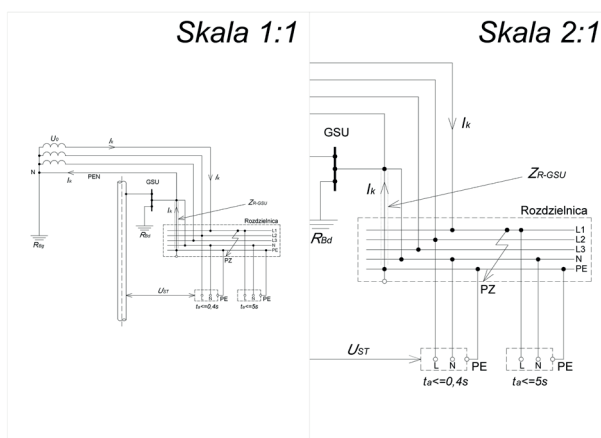 Skala 1:1
U0
Ik
Ik
N
Ik
PEN
GSU
Ik
ZR-GSU
Rozdzielnica
L1
L2
L3
N
PE
RBd
PZ
UST
L N PE
PE
ta<=0,4s
ta<=5s
Skala 2:1
Ik
GSU
Ik
ZR-GSU
RBd
Rozdzielnica
L1
L2
L3
N
PE
PZ
UST
L N PE
L N PE
ta<=0,4s
ta<=5s